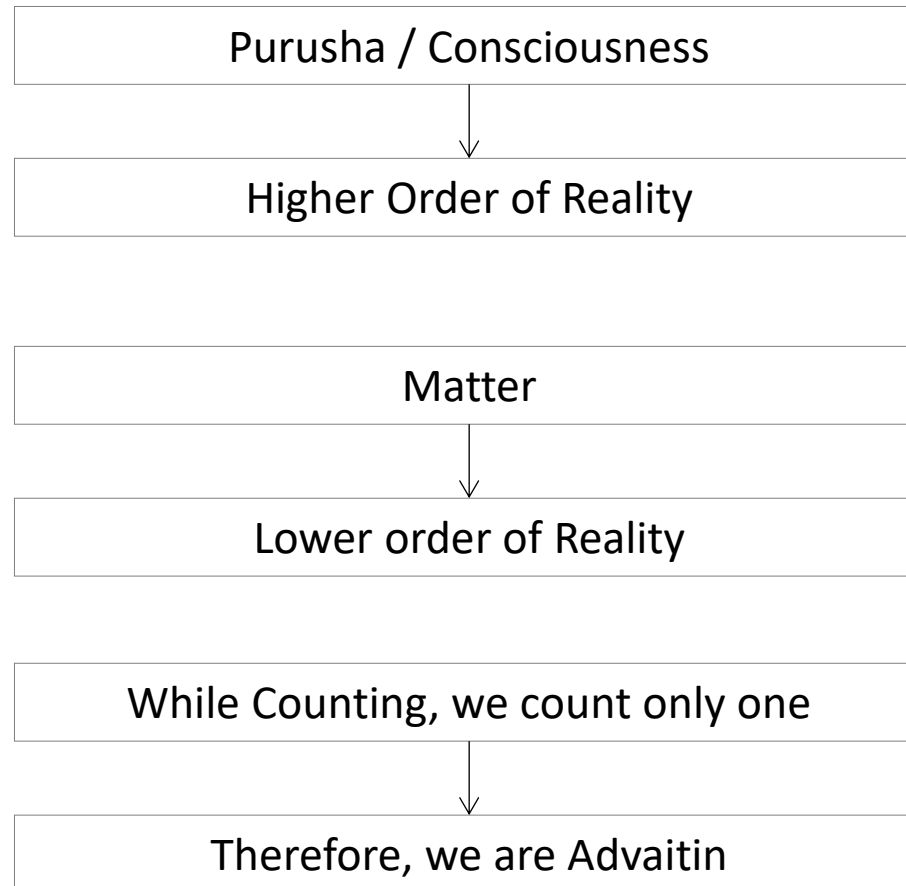 Purusha / Consciousness
Higher Order of Reality
Matter
Lower order of Reality
While Counting, we count only one
Therefore, we are Advaitin